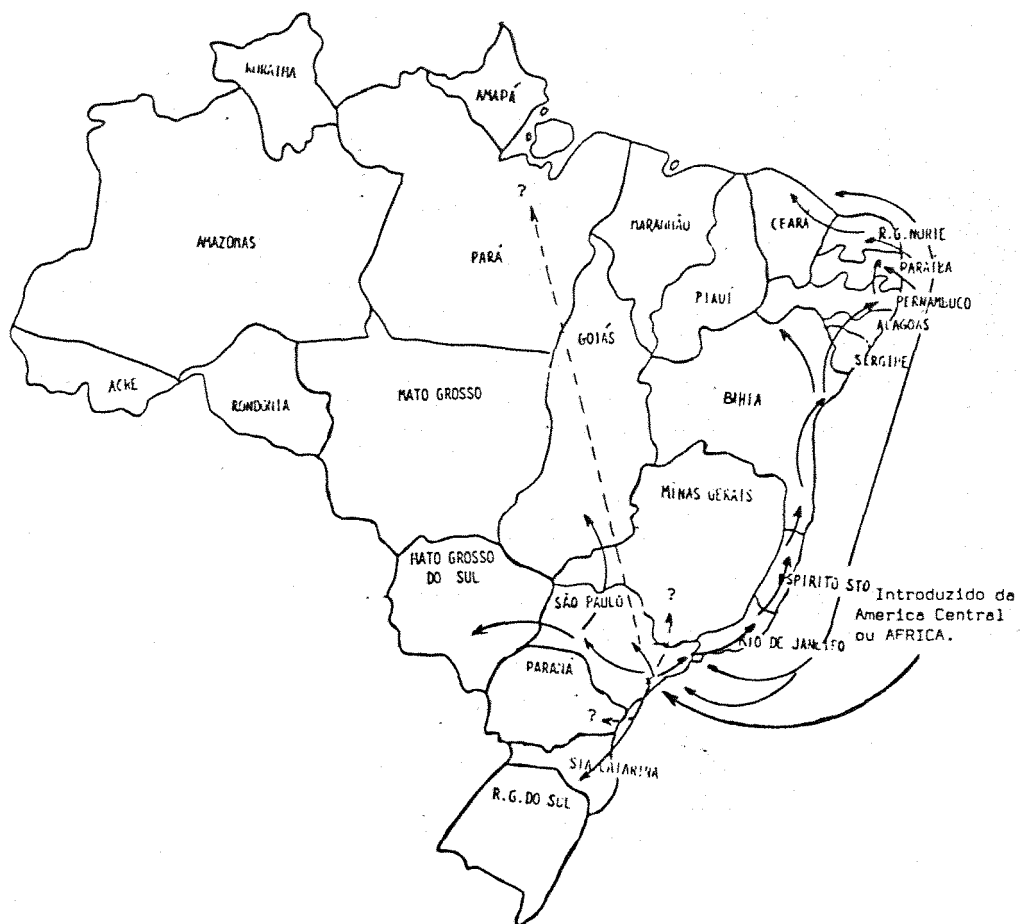 RORAIMA
AMAPÁ
?
AMAZONAS
PARÁ
MARANHÃO
CEARÁ
R.G.NORTE
PARAÍBA
PIAUÍ
PERNAMBUCO
ALAGOAS
SERGIPE
GOIÁS
ACRE
RONDÔNIA
MATO GROSSO
BAHIA
MINAS GERAIS
MATO GROSSO
DO SUL
SÃO PAULO
?
ESPIRITO STO
Introduzido da
America Central
ou AFRICA.
RIO DE JANEIRO
PARANÁ
?
STA CATARINA
R.G.DO SUL